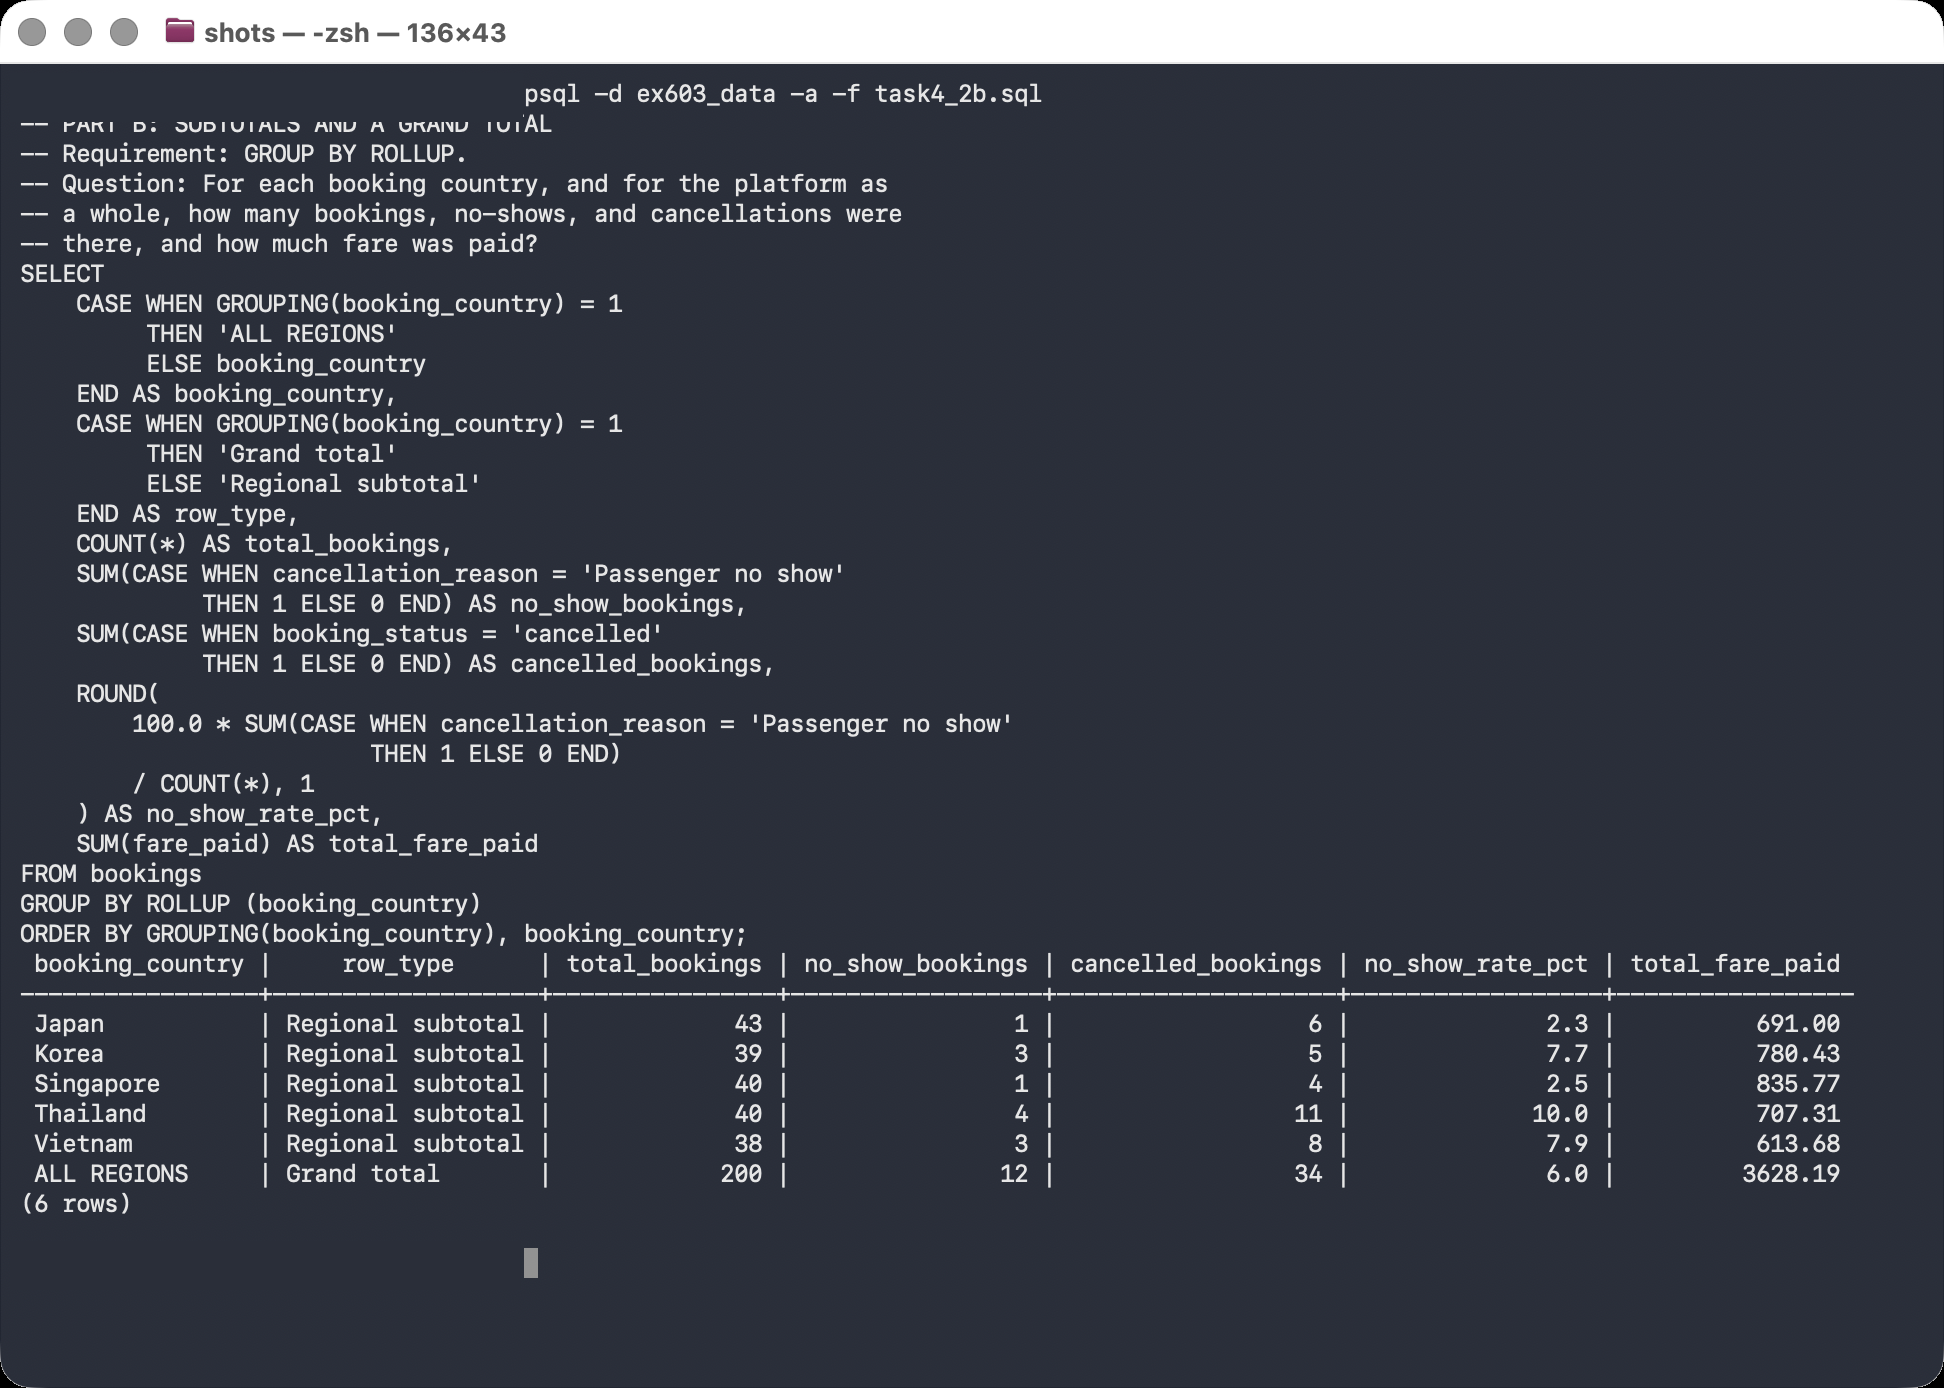 shots — -zsh — 136×43
psql -d ex603_data -a -f task4_2b.sql
-- PART B: SUBTOTALS AND A GRAND TOTAL
-- Requirement: GROUP BY ROLLUP.
-- Question: For each booking country, and for the platform as
-- a whole, how many bookings, no-shows, and cancellations were
-- there, and how much fare was paid?
SELECT
    CASE WHEN GROUPING(booking_country) = 1
         THEN 'ALL REGIONS'
         ELSE booking_country
    END AS booking_country,
    CASE WHEN GROUPING(booking_country) = 1
         THEN 'Grand total'
         ELSE 'Regional subtotal'
    END AS row_type,
    COUNT(*) AS total_bookings,
    SUM(CASE WHEN cancellation_reason = 'Passenger no show'
             THEN 1 ELSE 0 END) AS no_show_bookings,
    SUM(CASE WHEN booking_status = 'cancelled'
             THEN 1 ELSE 0 END) AS cancelled_bookings,
    ROUND(
        100.0 * SUM(CASE WHEN cancellation_reason = 'Passenger no show'
                         THEN 1 ELSE 0 END)
        / COUNT(*), 1
    ) AS no_show_rate_pct,
    SUM(fare_paid) AS total_fare_paid
FROM bookings
GROUP BY ROLLUP (booking_country)
ORDER BY GROUPING(booking_country), booking_country;
 booking_country |     row_type      | total_bookings | no_show_bookings | cancelled_bookings | no_show_rate_pct | total_fare_paid
-----------------+-------------------+----------------+------------------+--------------------+------------------+-----------------
 Japan           | Regional subtotal |             43 |                1 |                  6 |              2.3 |          691.00
 Korea           | Regional subtotal |             39 |                3 |                  5 |              7.7 |          780.43
 Singapore       | Regional subtotal |             40 |                1 |                  4 |              2.5 |          835.77
 Thailand        | Regional subtotal |             40 |                4 |                 11 |             10.0 |          707.31
 Vietnam         | Regional subtotal |             38 |                3 |                  8 |              7.9 |          613.68
 ALL REGIONS     | Grand total       |            200 |               12 |                 34 |              6.0 |         3628.19
(6 rows)